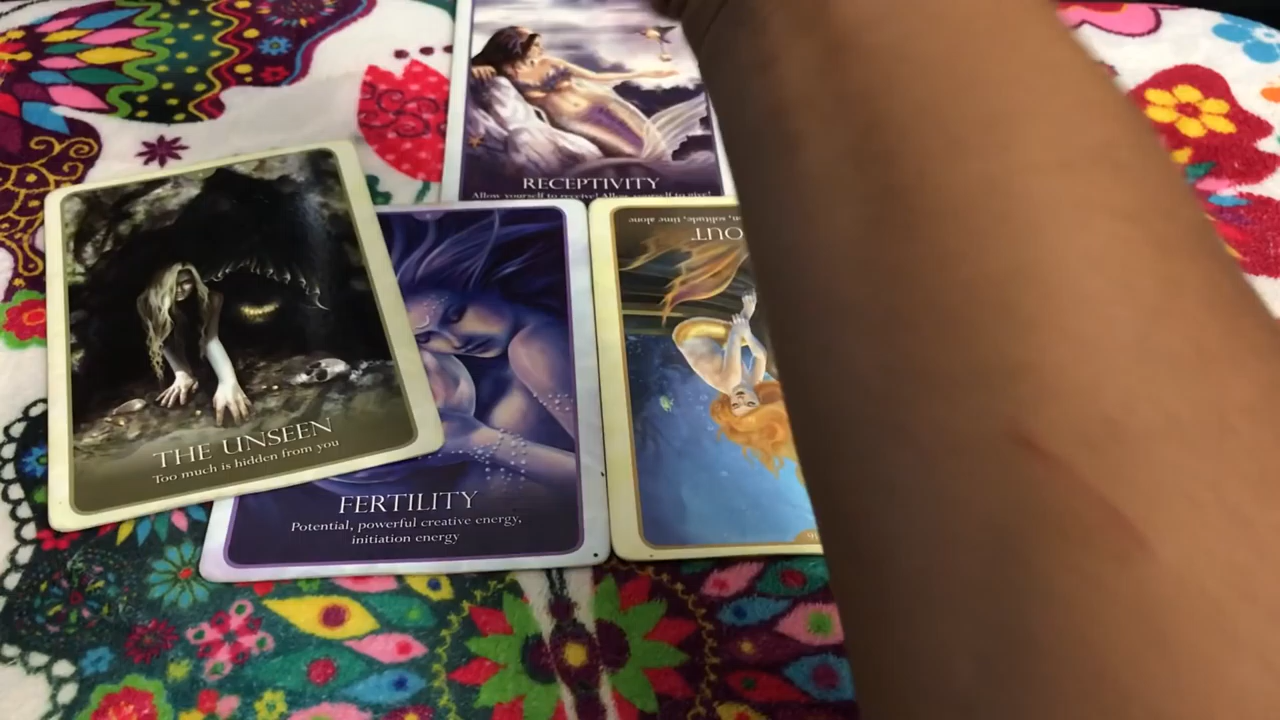 RECEPTIVITY
Allow yourself to receive! Allow yourself to give!
THE UNSEEN
Too much is hidden from you
FERTILITY
Potential, powerful creative energy,
initiation energy
OUT
solitude, time alone